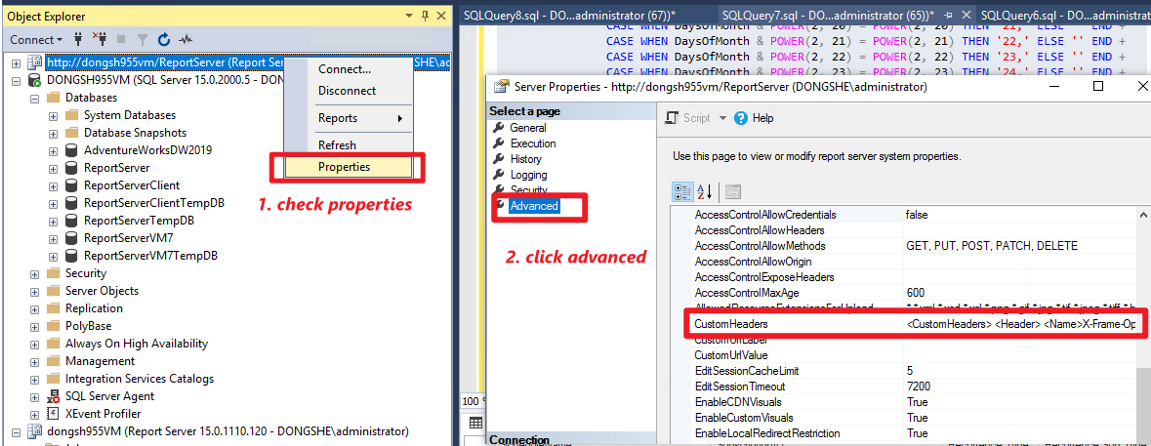 Object Explorer
Connect
http://dongsh955vm/ReportServer (Report Ser
SHE\ad
DONGSH955VM (SQL Server 15.0.2000.5 - DON
Databases
System Databases
Database Snapshots
AdventureWorksDW2019
ReportServer
ReportServerClient
ReportServerClientTempDB
ReportServerTempDB
ReportServerVM7
ReportServerVM7TempDB
Security
Server Objects
Replication
PolyBase
Always On High Availability
Management
Integration Services Catalogs
SQL Server Agent
XEvent Profiler
dongsh955VM (Report Server 15.0.1110.120 - DONGSHE\administrator)
Connect...
Disconnect
Reports
Refresh
Properties
1. check properties
SQLQuery8.sql - DO...administrator (67))*
SQLQuery7.sql - DO...administrator (65))*
SQLQuery6.sql - DO...administrat
CASE WHEN DaysOfMonth & POWER(2, 20) = POWER(2, 20) THEN '21,' ELSE '' END +
CASE WHEN DaysOfMonth & POWER(2, 21) = POWER(2, 21) THEN '22,' ELSE '' END +
CASE WHEN DaysOfMonth & POWER(2, 22) = POWER(2, 22) THEN '23,' ELSE '' END +
CASE WHEN DaysOfMonth & POWER(2, 23) = POWER(2, 23) THEN '24,' ELSE '' END +
100 %
Server Properties - http://dongsh955vm/ReportServer (DONGSHE\administrator)
Select a page
General
Execution
History
Logging
Security
Advanced
2. click advanced
Connection
Script
Help
Use this page to view or modify report server system properties.
AccessControlAllowCredentials false
AccessControlAllowHeaders
AccessControlAllowMethods GET, PUT, POST, PATCH, DELETE
AccessControlAllowOrigin
AccessControlExposeHeaders
AccessControlMaxAge 600
AllowedResourceExtensionsForUpload
CustomHeaders <CustomHeaders> <Header> <Name>X-Frame-Op
CustomUrlLabel
CustomUrlValue
EditSessionCacheLimit 5
EditSessionTimeout 7200
EnableCDNVisuals True
EnableCustomVisuals True
EnableLocalRedirectRestriction True